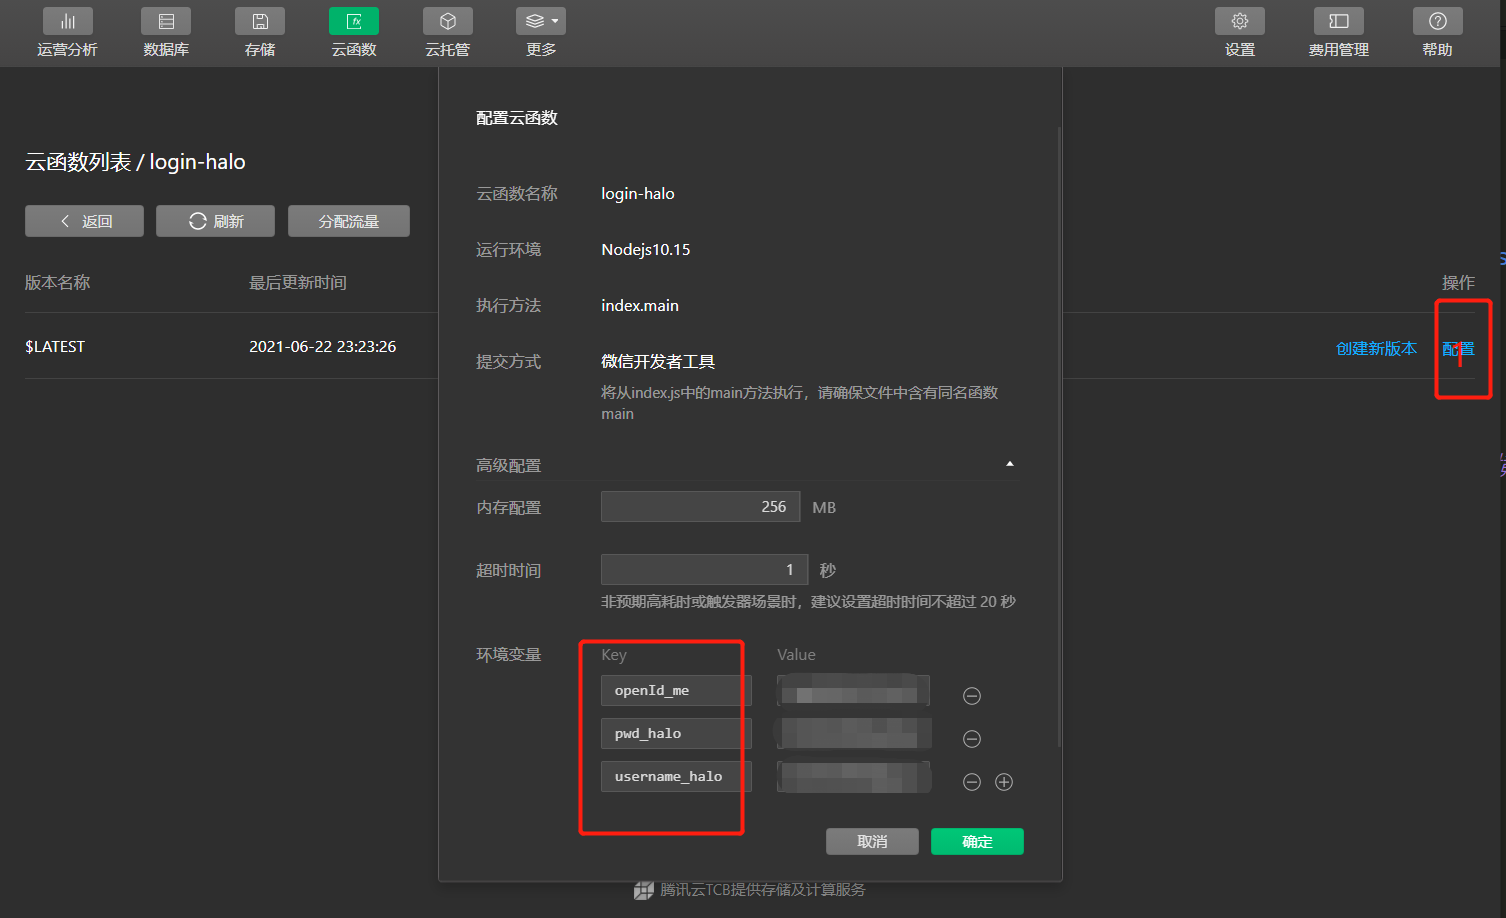 运营分析
数据库
存储
云函数
云托管
更多
设置
费用管理
帮助
云函数列表 / login-halo
返回
刷新
分配流量
版本名称
最后更新时间
操作
$LATEST
2021-06-22 23:23:26
创建新版本
配置
1
配置云函数
云函数名称
login-halo
运行环境
Nodejs10.15
执行方法
index.main
提交方式
微信开发者工具
将从index.js中的main方法执行，请确保文件中含有同名函数
main
高级配置
内存配置
256
MB
超时时间
1
秒
非预期高耗时或触发器场景时，建议设置超时时间不超过 20 秒
环境变量
Key
Value
openId_me
pwd_halo
username_halo
取消
确定
腾讯云TCB提供存储及计算服务